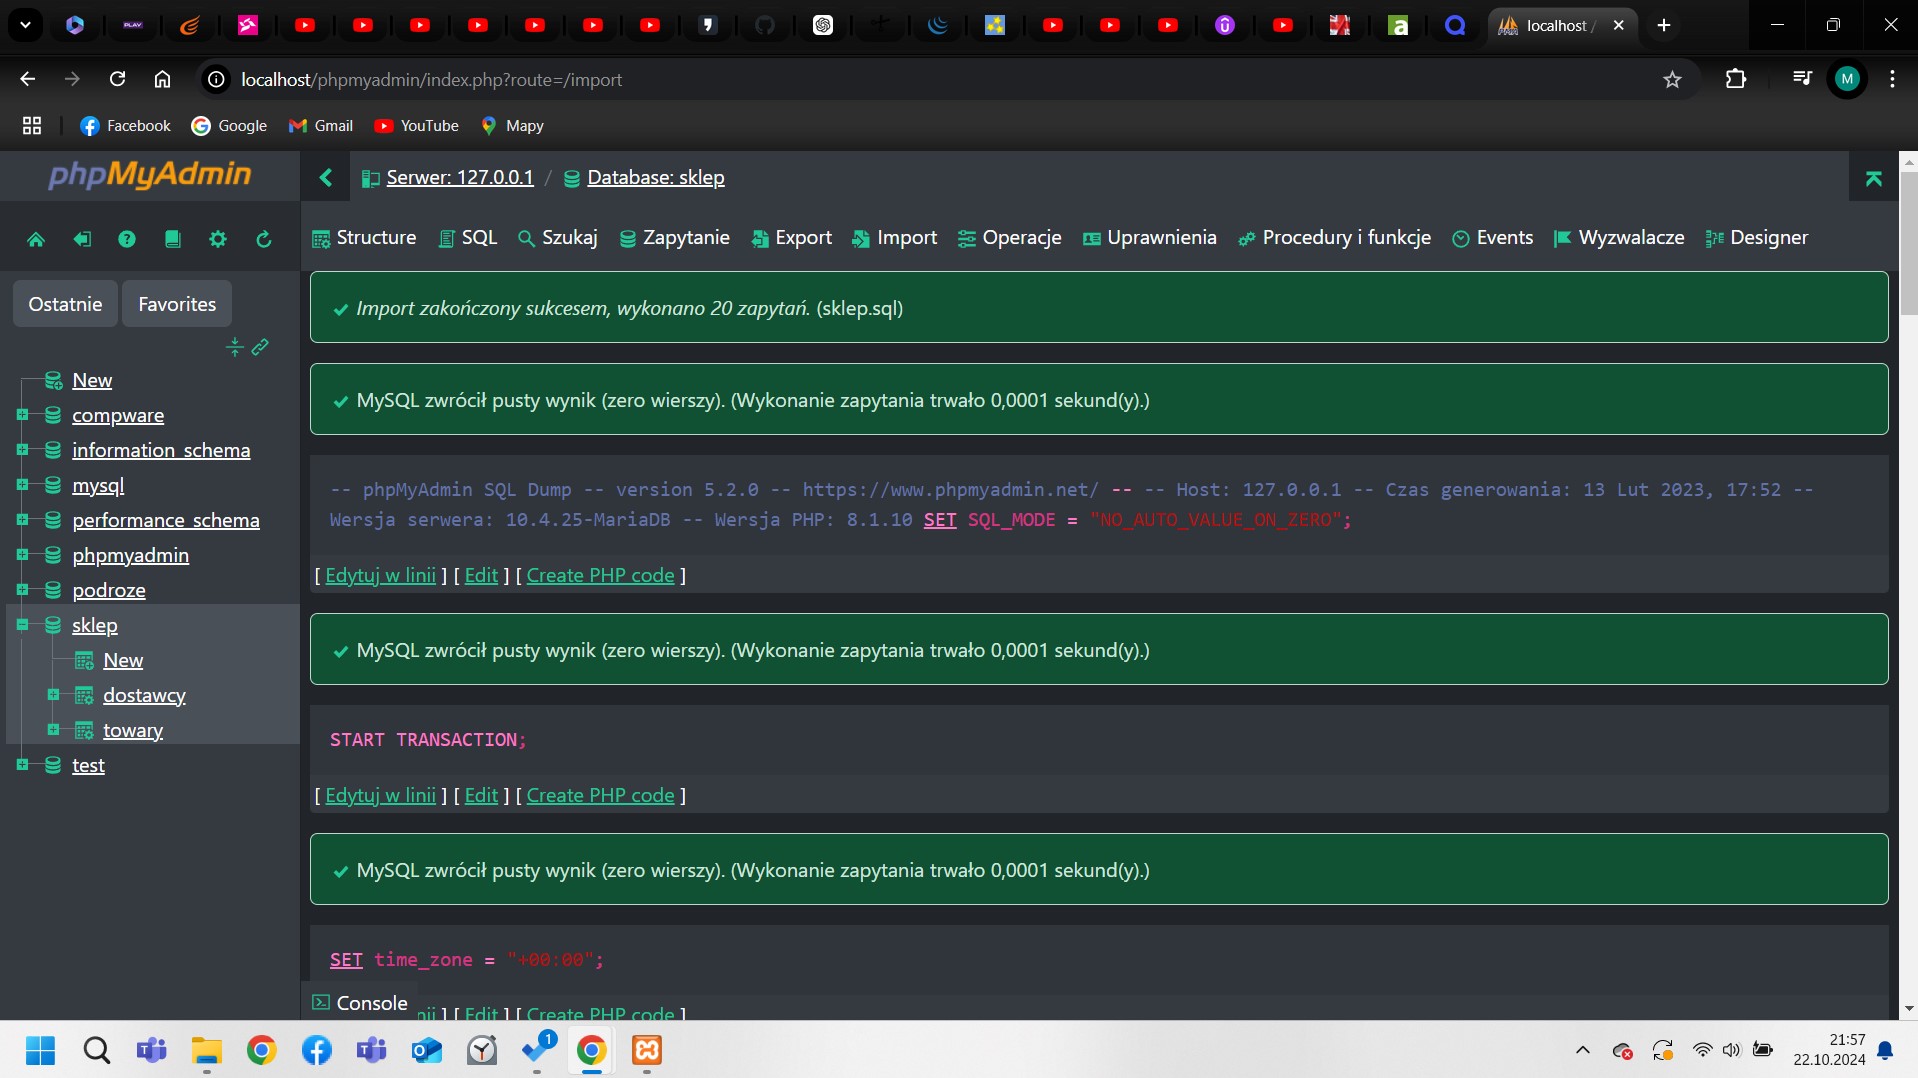 localhost /
localhost/phpmyadmin/index.php?route=/import
M
Facebook
Google
Gmail
YouTube
Mapy
phpMyAdmin
Serwer: 127.0.0.1 / Database: sklep
Structure
SQL
Szukaj
Zapytanie
Export
Import
Operacje
Uprawnienia
Procedury i funkcje
Events
Wyzwalacze
Designer
Ostatnie
Favorites
New
compware
information_schema
mysql
performance_schema
phpmyadmin
podroze
sklep
New
dostawcy
towary
test
Import zakończony sukcesem, wykonano 20 zapytań. (sklep.sql)
MySQL zwrócił pusty wynik (zero wierszy). (Wykonanie zapytania trwało 0,0001 sekund(y).)
-- phpMyAdmin SQL Dump -- version 5.2.0 -- https://www.phpmyadmin.net/ -- -- Host: 127.0.0.1 -- Czas generowania: 13 Lut 2023, 17:52 --
Wersja serwera: 10.4.25-MariaDB -- Wersja PHP: 8.1.10 SET SQL_MODE = "NO_AUTO_VALUE_ON_ZERO";
[ Edytuj w linii ] [ Edit ] [ Create PHP code ]
MySQL zwrócił pusty wynik (zero wierszy). (Wykonanie zapytania trwało 0,0001 sekund(y).)
START TRANSACTION;
[ Edytuj w linii ] [ Edit ] [ Create PHP code ]
MySQL zwrócił pusty wynik (zero wierszy). (Wykonanie zapytania trwało 0,0001 sekund(y).)
SET time_zone = "+00:00";
Console
nii ] [ Edit ] [ Create PHP code ]
1
21:57
22.10.2024